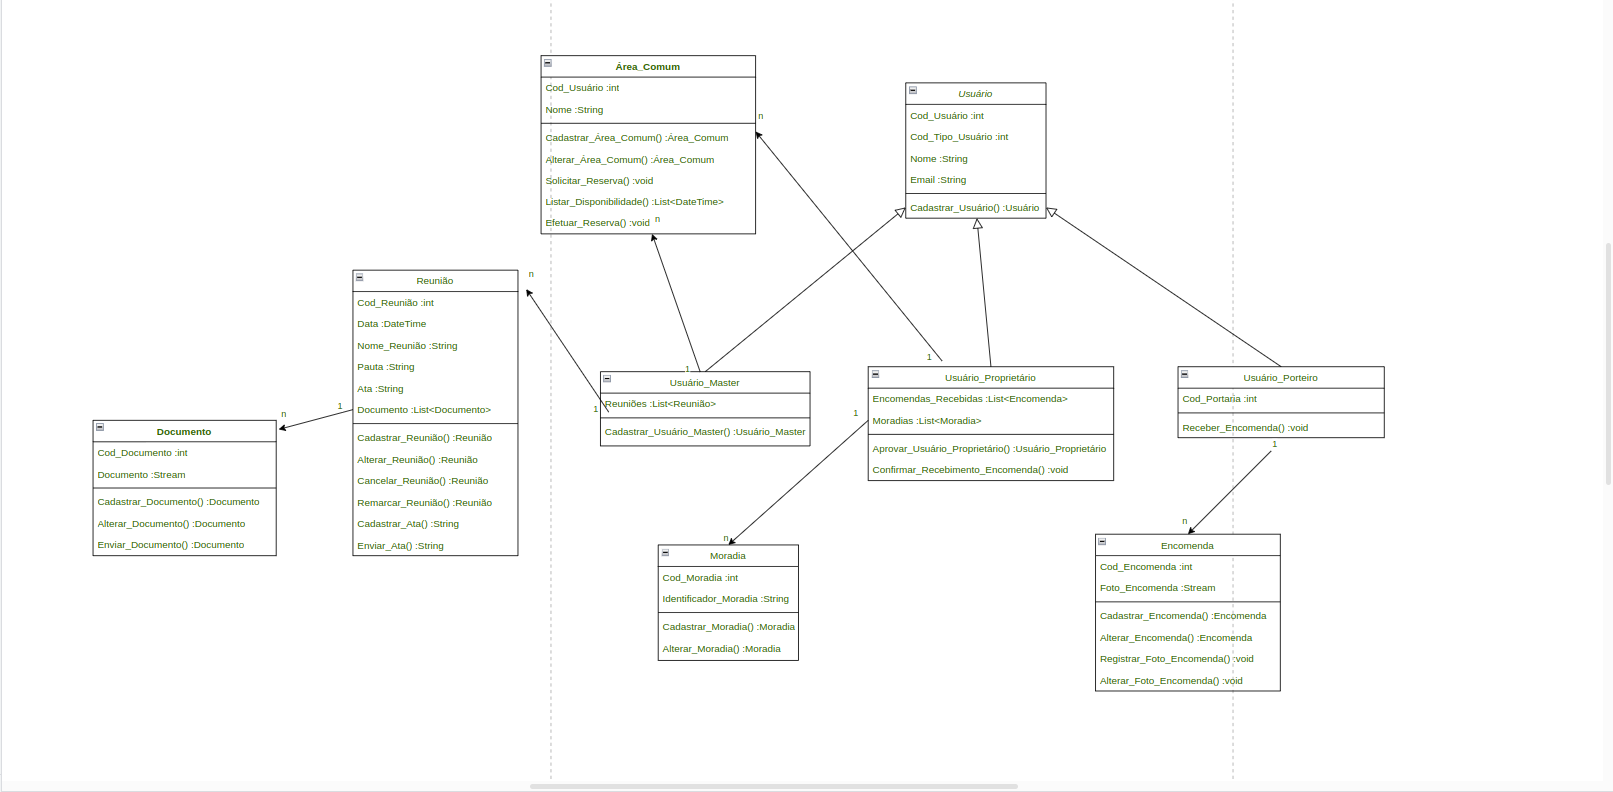 Área_Comum
Cod_Usuário :int
Nome :String
Cadastrar_Área_Comum() :Área_Comum
Alterar_Área_Comum() :Área_Comum
Solicitar_Reserva() :void
Listar_Disponibilidade() :List<DateTime>
Efetuar_Reserva() :void
n
n
Usuário
Cod_Usuário :int
Cod_Tipo_Usuário :int
Nome :String
Email :String
Cadastrar_Usuário() :Usuário
n
Reunião
Cod_Reunião :int
Data :DateTime
Nome_Reunião :String
Pauta :String
Ata :String
Documento :List<Documento>
Cadastrar_Reunião() :Reunião
Alterar_Reunião() :Reunião
Cancelar_Reunião() :Reunião
Remarcar_Reunião() :Reunião
Cadastrar_Ata() :String
Enviar_Ata() :String
1
n
Documento
Cod_Documento :int
Documento :Stream
Cadastrar_Documento() :Documento
Alterar_Documento() :Documento
Enviar_Documento() :Documento
1
1
Usuário_Master
Reuniões :List<Reunião>
Cadastrar_Usuário_Master() :Usuário_Master
1
1
Usuário_Proprietário
Encomendas_Recebidas :List<Encomenda>
Moradias :List<Moradia>
Aprovar_Usuário_Proprietário() :Usuário_Proprietário
Confirmar_Recebimento_Encomenda() :void
Usuário_Porteiro
Cod_Portaria :int
Receber_Encomenda() :void
1
n
n
Moradia
Cod_Moradia :int
Identificador_Moradia :String
Cadastrar_Moradia() :Moradia
Alterar_Moradia() :Moradia
Encomenda
Cod_Encomenda :int
Foto_Encomenda :Stream
Cadastrar_Encomenda() :Encomenda
Alterar_Encomenda() :Encomenda
Registrar_Foto_Encomenda() :void
Alterar_Foto_Encomenda() :void